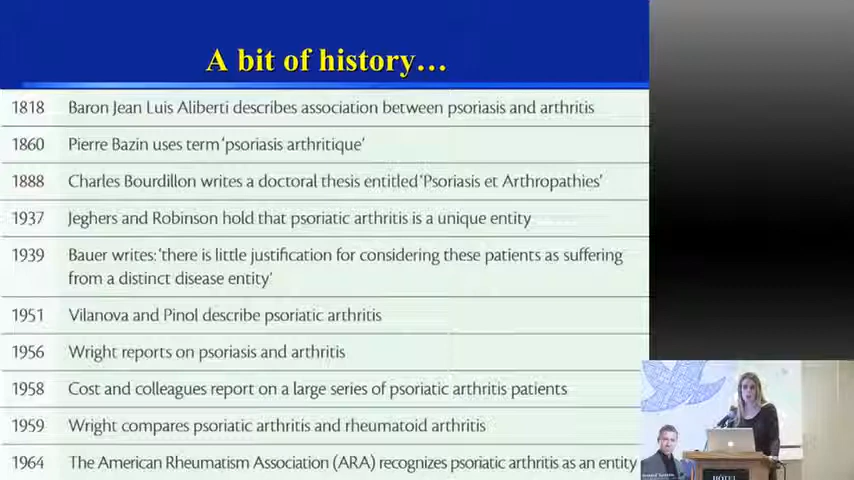 A bit of history…
1818 Baron Jean Luis Aliberti describes association between psoriasis and arthritis
1860 Pierre Bazin uses term 'psoriasis arthritique'
1888 Charles Bourdillon writes a doctoral thesis entitled 'Psoriasis et Arthropathies'
1937 Jeghers and Robinson hold that psoriatic arthritis is a unique entity
1939 Bauer writes: 'there is little justification for considering these patients as suffering
from a distinct disease entity'
1951 Vilanova and Pinol describe psoriatic arthritis
1956 Wright reports on psoriasis and arthritis
1958 Cost and colleagues report on a large series of psoriatic arthritis patients
1959 Wright compares psoriatic arthritis and rheumatoid arthritis
1964 The American Rheumatism Association (ARA) recognizes psoriatic arthritis as an entity
HÔTEL